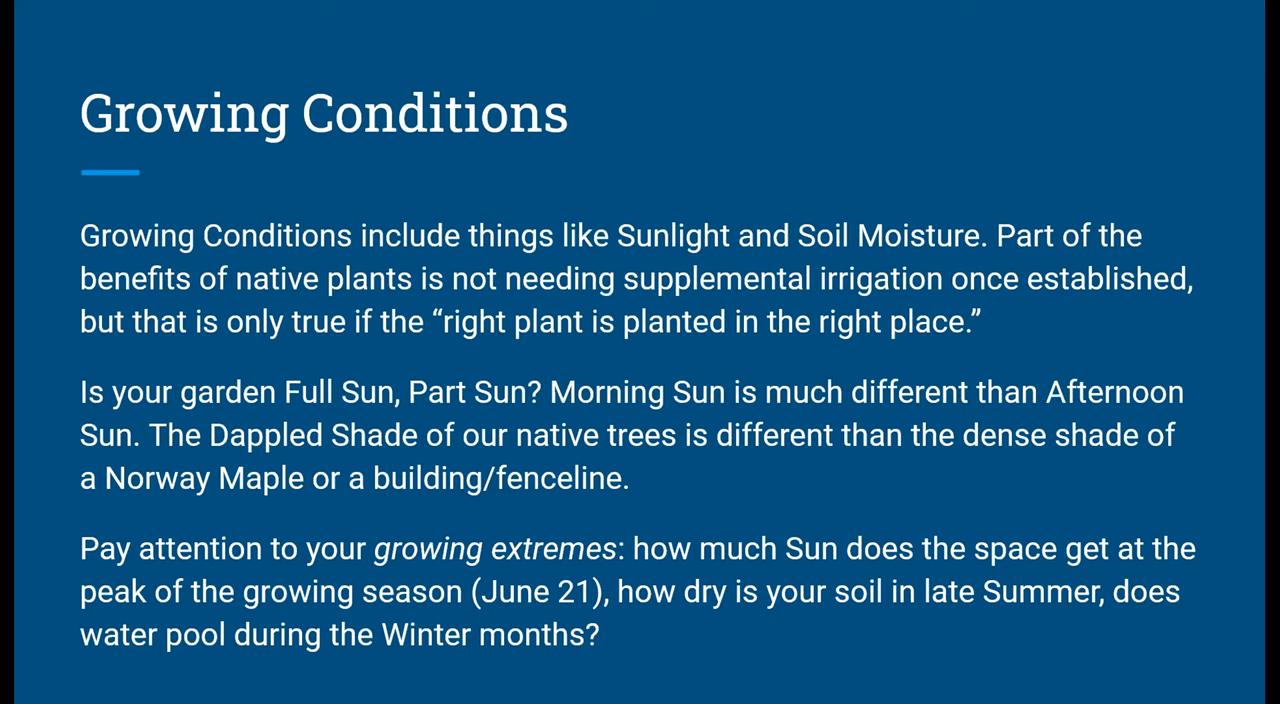 Growing Conditions
Growing Conditions include things like Sunlight and Soil Moisture. Part of the
benefits of native plants is not needing supplemental irrigation once established,
but that is only true if the “right plant is planted in the right place.”
Is your garden Full Sun, Part Sun? Morning Sun is much different than Afternoon
Sun. The Dappled Shade of our native trees is different than the dense shade of
a Norway Maple or a building/fenceline.
Pay attention to your growing extremes: how much Sun does the space get at the
peak of the growing season (June 21), how dry is your soil in late Summer, does
water pool during the Winter months?